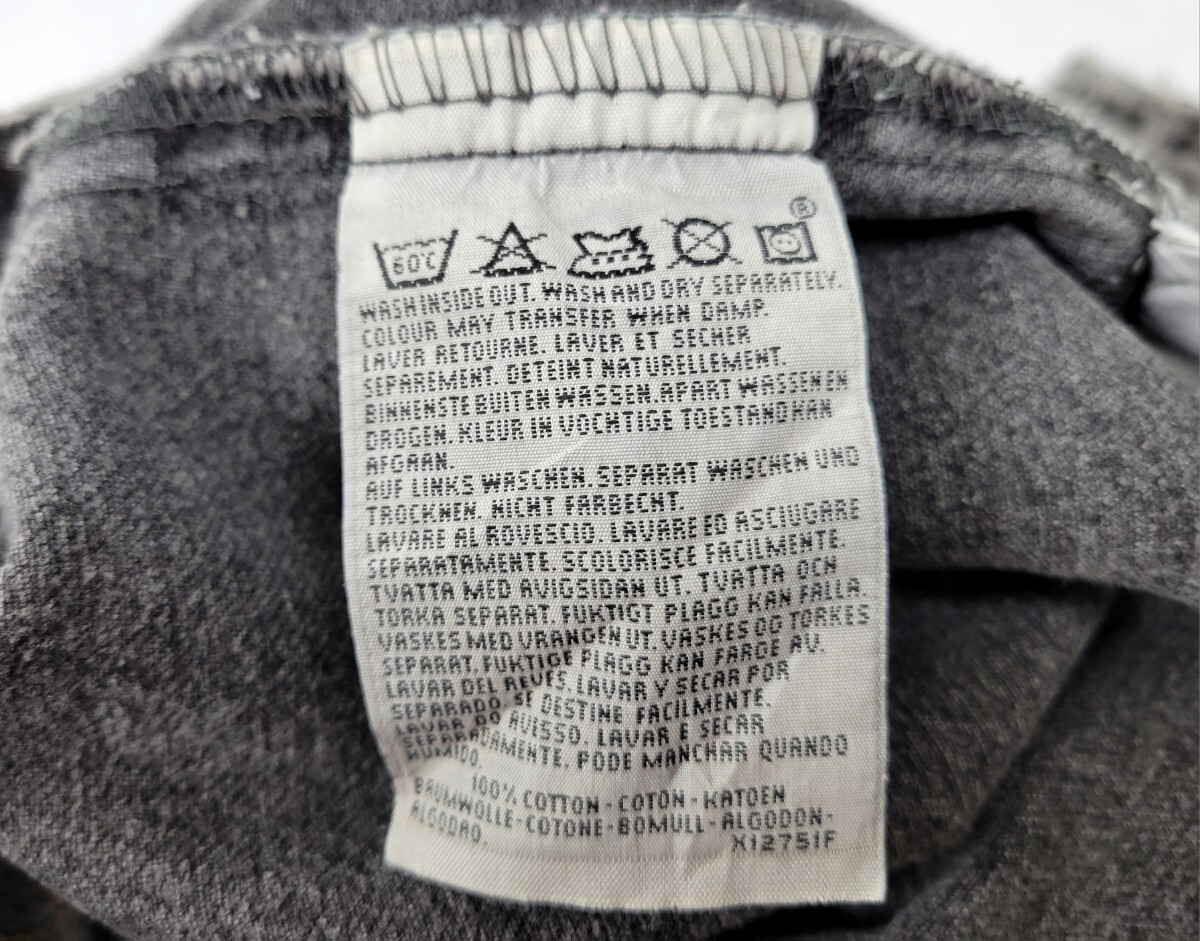 ®
60°C
WASH INSIDE OUT. WASH AND DRY SEPARATELY.
COLOUR MAY TRANSFER WHEN DAMP.
LAVER RETOURNE. LAVER ET SECHER
SEPAREMENT. DETEINT NATURELLEMENT.
BINNENSTE BUITEN WASSEN. APART WASSEN EN
DROGEN. KLEUR IN VOCHTIGE TOESTAND KAN
AFGAAN.
AUF LINKS WASCHEN. SEPARAT WASCHEN UND
TROCKNEN. NICHT FARBECHT.
LAVARE AL ROVESCIO. LAVARE ED ASCIUGARE
SEPARATAMENTE. SCOLORISCE FACILMENTE.
TVATTA MED AVIGSIDAN UT. TVATTA OCH
TORKA SEPARAT. FUKTIGT PLAGG KAN FALLA.
VASKES MED VRANGEN UT. VASKES OG TORKES
SEPARAT. FUKTIGE PLAGG KAN FARGE AV.
LAVAR DEL REVES. LAVAR Y SECAR POR
SEPARADO. SE DESTINE FACILMENTE.
LAVAR DO AVISSO. LAVAR E SECAR
SEPARADAMENTE. PODE MANCHAR QUANDO
HUMIDO.
100% COTTON - COTON - KATOEN
BAUMWOLLE - COTONE - BOMULL - ALGODON -
ALGODAO.
X12751F